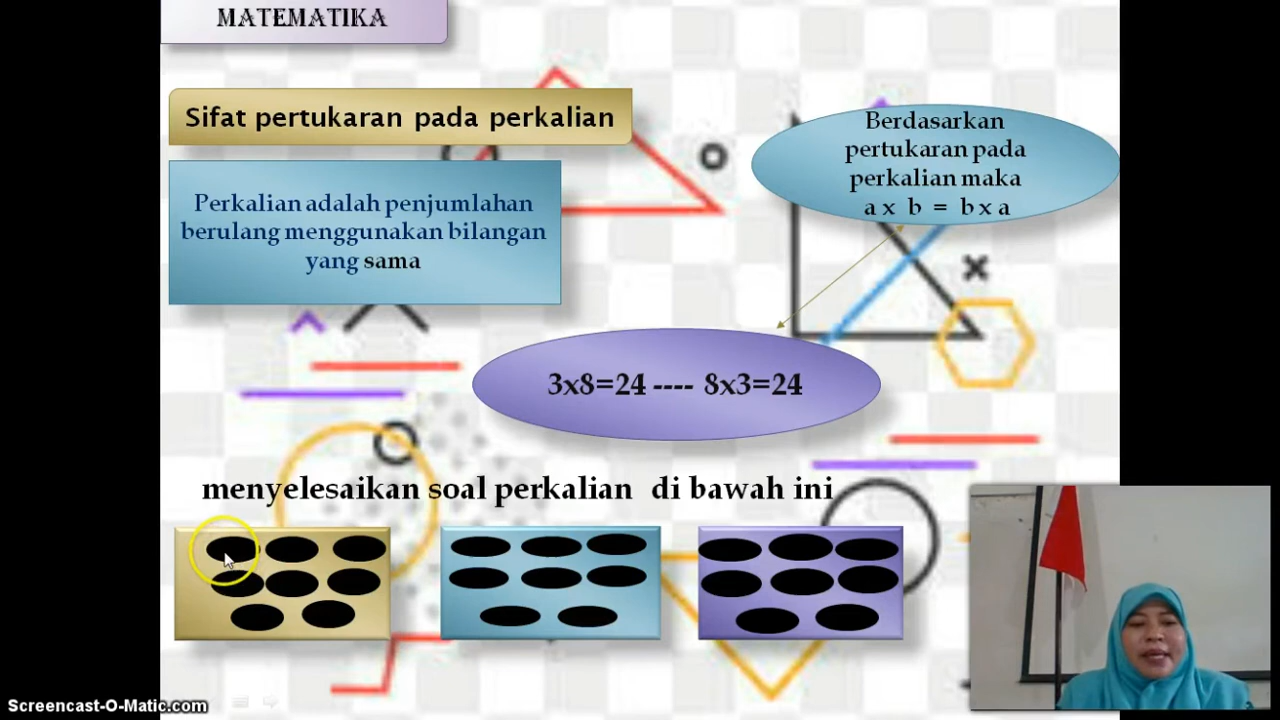 MATEMATIKA
Sifat pertukaran pada perkalian
Perkalian adalah penjumlahan
berulang menggunakan bilangan
yang sama
Berdasarkan
pertukaran pada
perkalian maka
a x b = b x a
3x8=24 ---- 8x3=24
menyelesaikan soal perkalian di bawah ini
Screencast-O-Matic.com